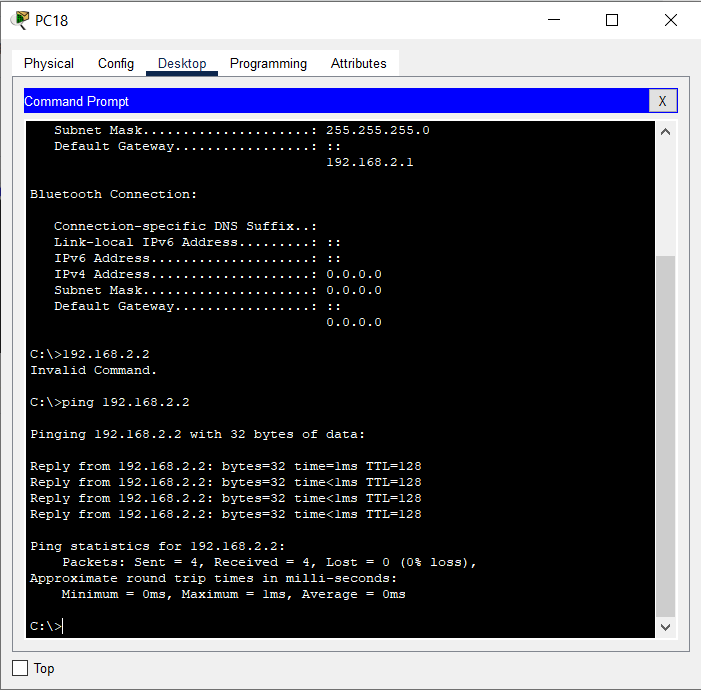 PC18
Physical Config Desktop Programming Attributes
Command Prompt
X
Subnet Mask.....................: 255.255.255.0
Default Gateway.................: ::
192.168.2.1
Bluetooth Connection:
Connection-specific DNS Suffix..:
Link-local IPv6 Address.........: ::
IPv6 Address....................: ::
IPv4 Address....................: 0.0.0.0
Subnet Mask.....................: 0.0.0.0
Default Gateway.................: ::
0.0.0.0
C:\>192.168.2.2
Invalid Command.
C:\>ping 192.168.2.2
Pinging 192.168.2.2 with 32 bytes of data:
Reply from 192.168.2.2: bytes=32 time=1ms TTL=128
Reply from 192.168.2.2: bytes=32 time<1ms TTL=128
Reply from 192.168.2.2: bytes=32 time<1ms TTL=128
Reply from 192.168.2.2: bytes=32 time<1ms TTL=128
Ping statistics for 192.168.2.2:
Packets: Sent = 4, Received = 4, Lost = 0 (0% loss),
Approximate round trip times in milli-seconds:
Minimum = 0ms, Maximum = 1ms, Average = 0ms
C:\>
Top